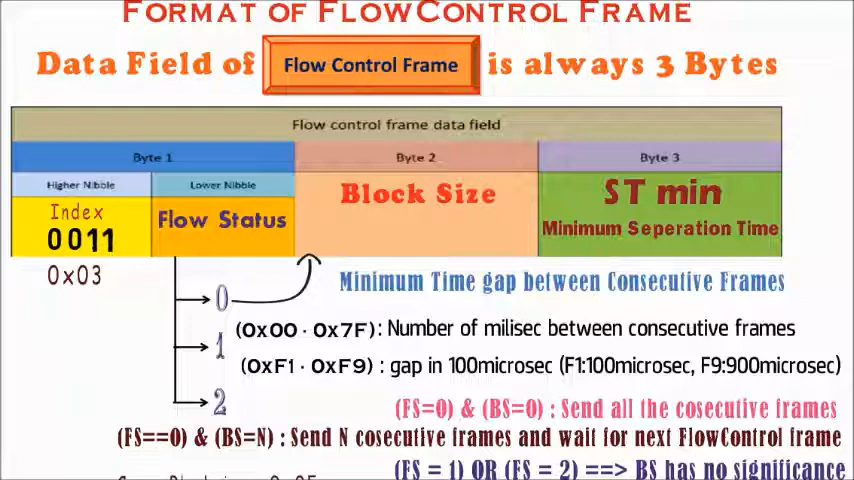 FORMAT OF FLOWCONTROL FRAME
Data Field of Flow Control Frame is always 3 Bytes
Flow control frame data field
Byte 1 Byte 2 Byte 3
Higher Nibble Lower Nibble Block Size ST min
Index 0011 Flow Status Minimum Seperation Time
0x03
Minimum Time gap between Consecutive Frames
0
(0x00 - 0x7F): Number of milisec between consecutive frames
1
(0xF1 - 0xF9) : gap in 100microsec (F1:100microsec, F9:900microsec)
2
(FS=0) & (BS=0) : Send all the cosecutive frames
(FS==0) & (BS=N) : Send N cosecutive frames and wait for next FlowControl frame
(FS = 1) OR (FS = 2) ==> BS has no significance